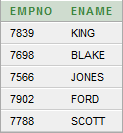 EMPNO ENAME
7839 KING
7698 BLAKE
7566 JONES
7902 FORD
7788 SCOTT